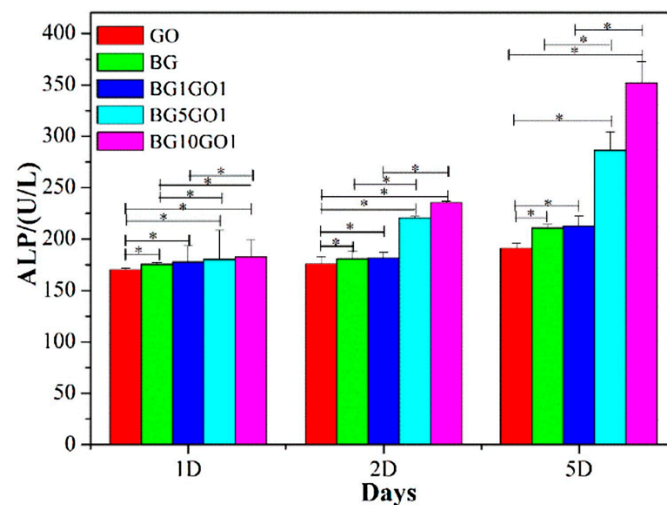 400
350
300
250
200
150
100
50
0
ALP/(U/L)
GO
BG
BG1GO1
BG5GO1
BG10GO1
* * * * * * * *
* * * * * * *
* * * * * *
1D 2D 5D
Days